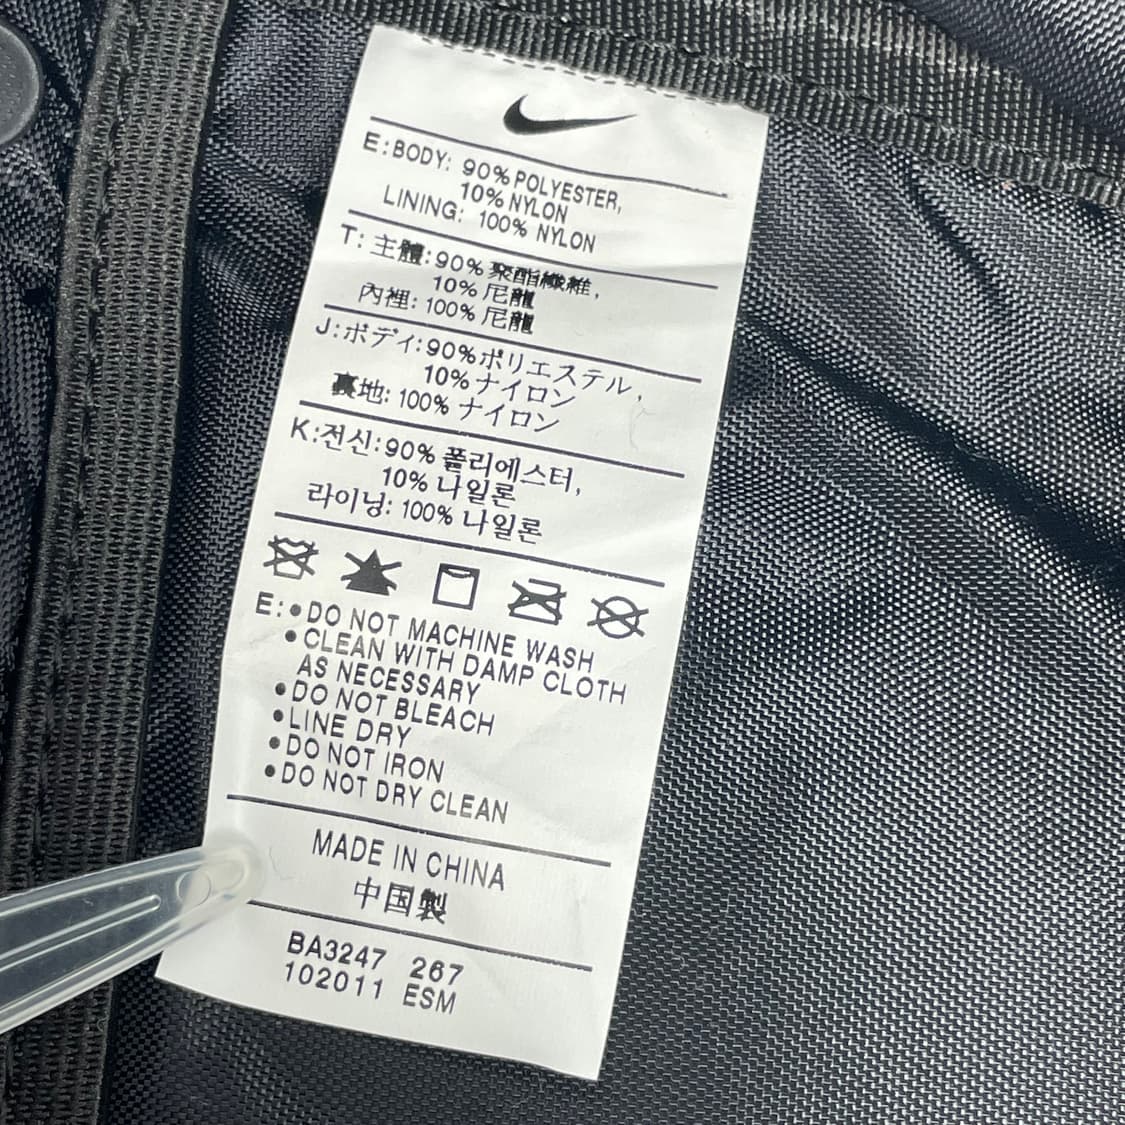 E:BODY: 90% POLYESTER,
10% NYLON
LINING: 100% NYLON
T: 主體: 90% 聚酯纖維,
10% 尼龍
內裡: 100% 尼龍
J:ボディ: 90% ポリエステル,
10% ナイロン
裏地: 100% ナイロン
K:전신: 90% 폴리에스터,
10% 나일론
라이닝: 100% 나일론
E:•DO NOT MACHINE WASH
•CLEAN WITH DAMP CLOTH
AS NECESSARY
•DO NOT BLEACH
•LINE DRY
•DO NOT IRON
•DO NOT DRY CLEAN
MADE IN CHINA
中国製
BA3247 267
102011 ESM